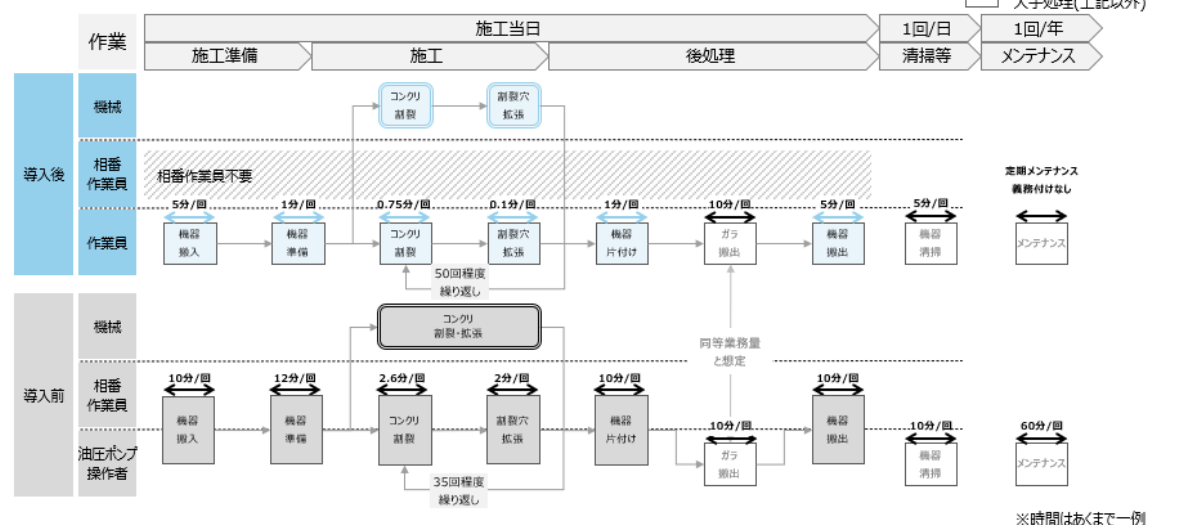 人手処理(上記以外)
作業
施工当日
1回/日
1回/年
施工準備
施工
後処理
清掃等
メンテナンス
導入後
機械
コンクリ
割裂
割裂穴
拡張
相番
作業員
相番作業員不要
定期メンテナンス
義務付けなし
作業員
5分/回
1分/回
0.75分/回
0.1分/回
1分/回
10分/回
5分/回
5分/回
機器
搬入
機器
準備
コンクリ
割裂
割裂穴
拡張
機器
片付け
ガラ
搬出
機器
搬出
機器
清掃
メンテナンス
50回程度
繰り返し
導入前
機械
コンクリ
割裂・拡張
同等業務量
と想定
相番
作業員
油圧ポンプ
操作者
10分/回
12分/回
2.6分/回
2分/回
10分/回
10分/回
10分/回
10分/回
60分/回
機器
搬入
機器
準備
コンクリ
割裂
割裂穴
拡張
機器
片付け
ガラ
搬出
機器
搬出
機器
清掃
メンテナンス
35回程度
繰り返し
※時間はあくまで一例